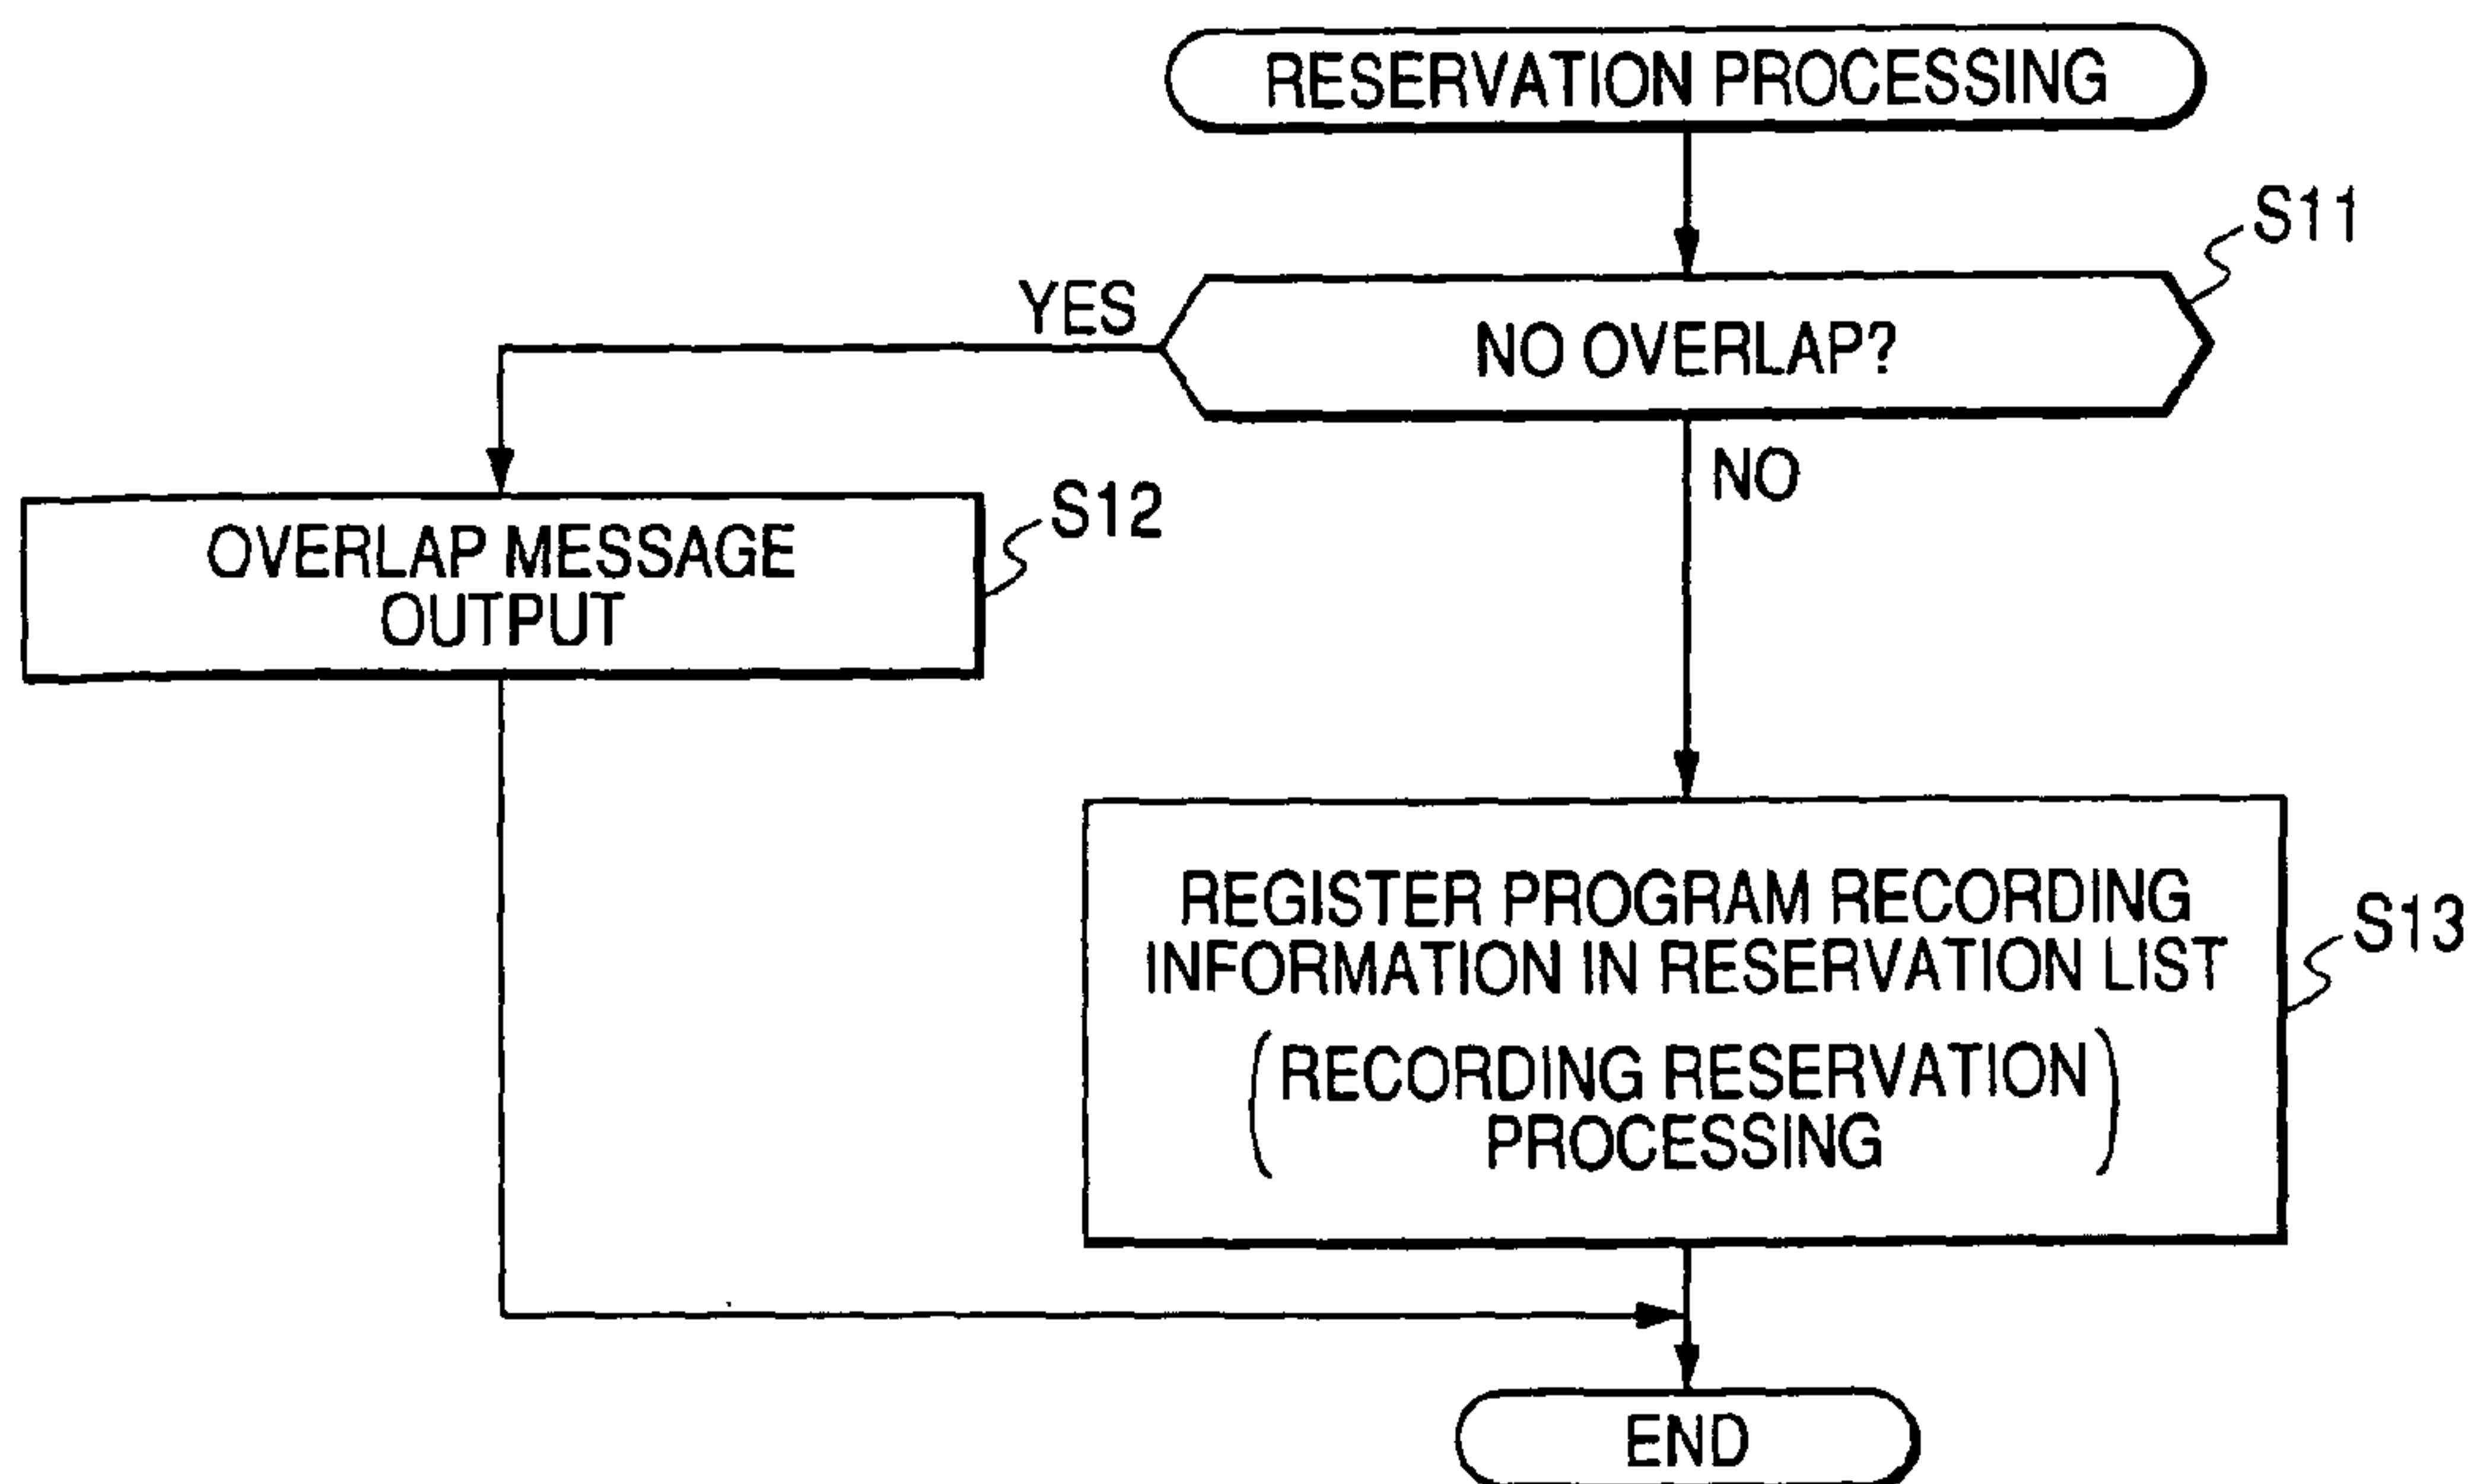 RESERVATION PROCESSING
S11
YES
NO OVERLAP?
NO
S12
OVERLAP MESSAGE
OUTPUT
REGISTER PROGRAM RECORDING
INFORMATION IN RESERVATION LIST
S13
(RECORDING RESERVATION
PROCESSING)
END